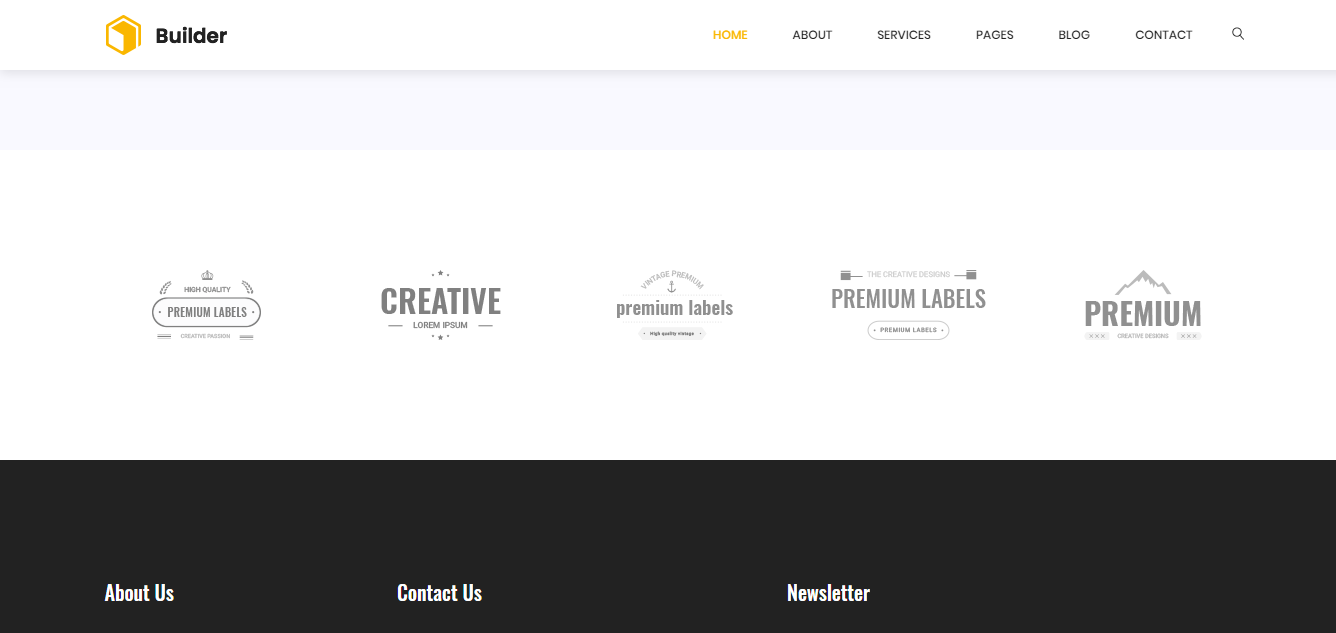 Builder
HOME ABOUT SERVICES PAGES BLOG CONTACT
HIGH QUALITY
PREMIUM LABELS
CREATIVE PASSION
CREATIVE
LOREM IPSUM
VINTAGE PREMIUM
premium labels
High quality vintage
THE CREATIVE DESIGNS
PREMIUM LABELS
PREMIUM LABELS
PREMIUM
××× CREATIVE DESIGNS ×××
About Us Contact Us Newsletter